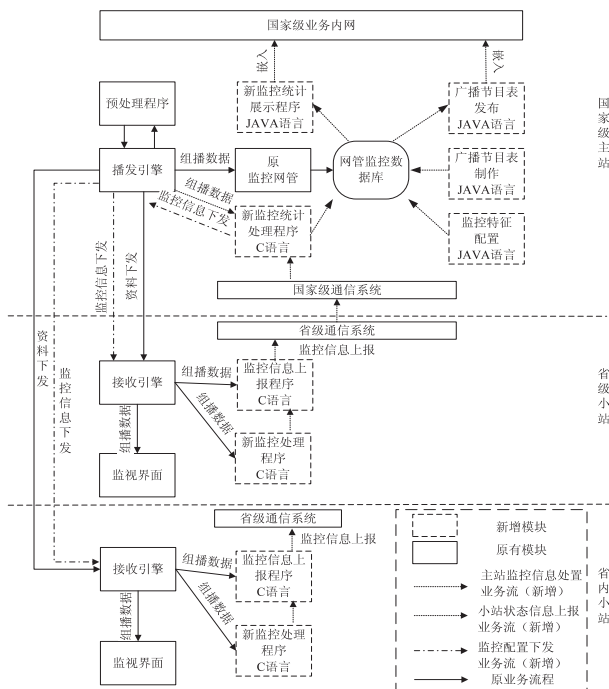 国家级业务内网
嵌入
嵌入
预处理程序
新监控统计
展示程序
JAVA语言
广播节目表
发布
JAVA语言
国家级主站
播发引擎
组播数据
原
监控网管
网管监控数
据库
广播节目表
制作
JAVA语言
组播数据
监控信息下发
新监控统计
处理程序
C语言
监控特征
配置
JAVA语言
监控信息下发
资料下发
国家级通信系统
省级通信系统
监控信息上报
资料下发
监控信息下发
接收引擎
组播数据
监控信息上
报程序
C语言
省级小站
组播数据
组播数据
新监控处理
程序
C语言
监视界面
省级通信系统
监控信息上报
接收引擎
组播数据
监控信息上
报程序
C语言
组播数据
组播数据
新监控处理
程序
C语言
监视界面
省内小站
新增模块
原有模块
主站监控信息处置
业务流（新增）
小站状态信息上报
业务流（新增）
监控配置下发
业务流（新增）
原业务流程